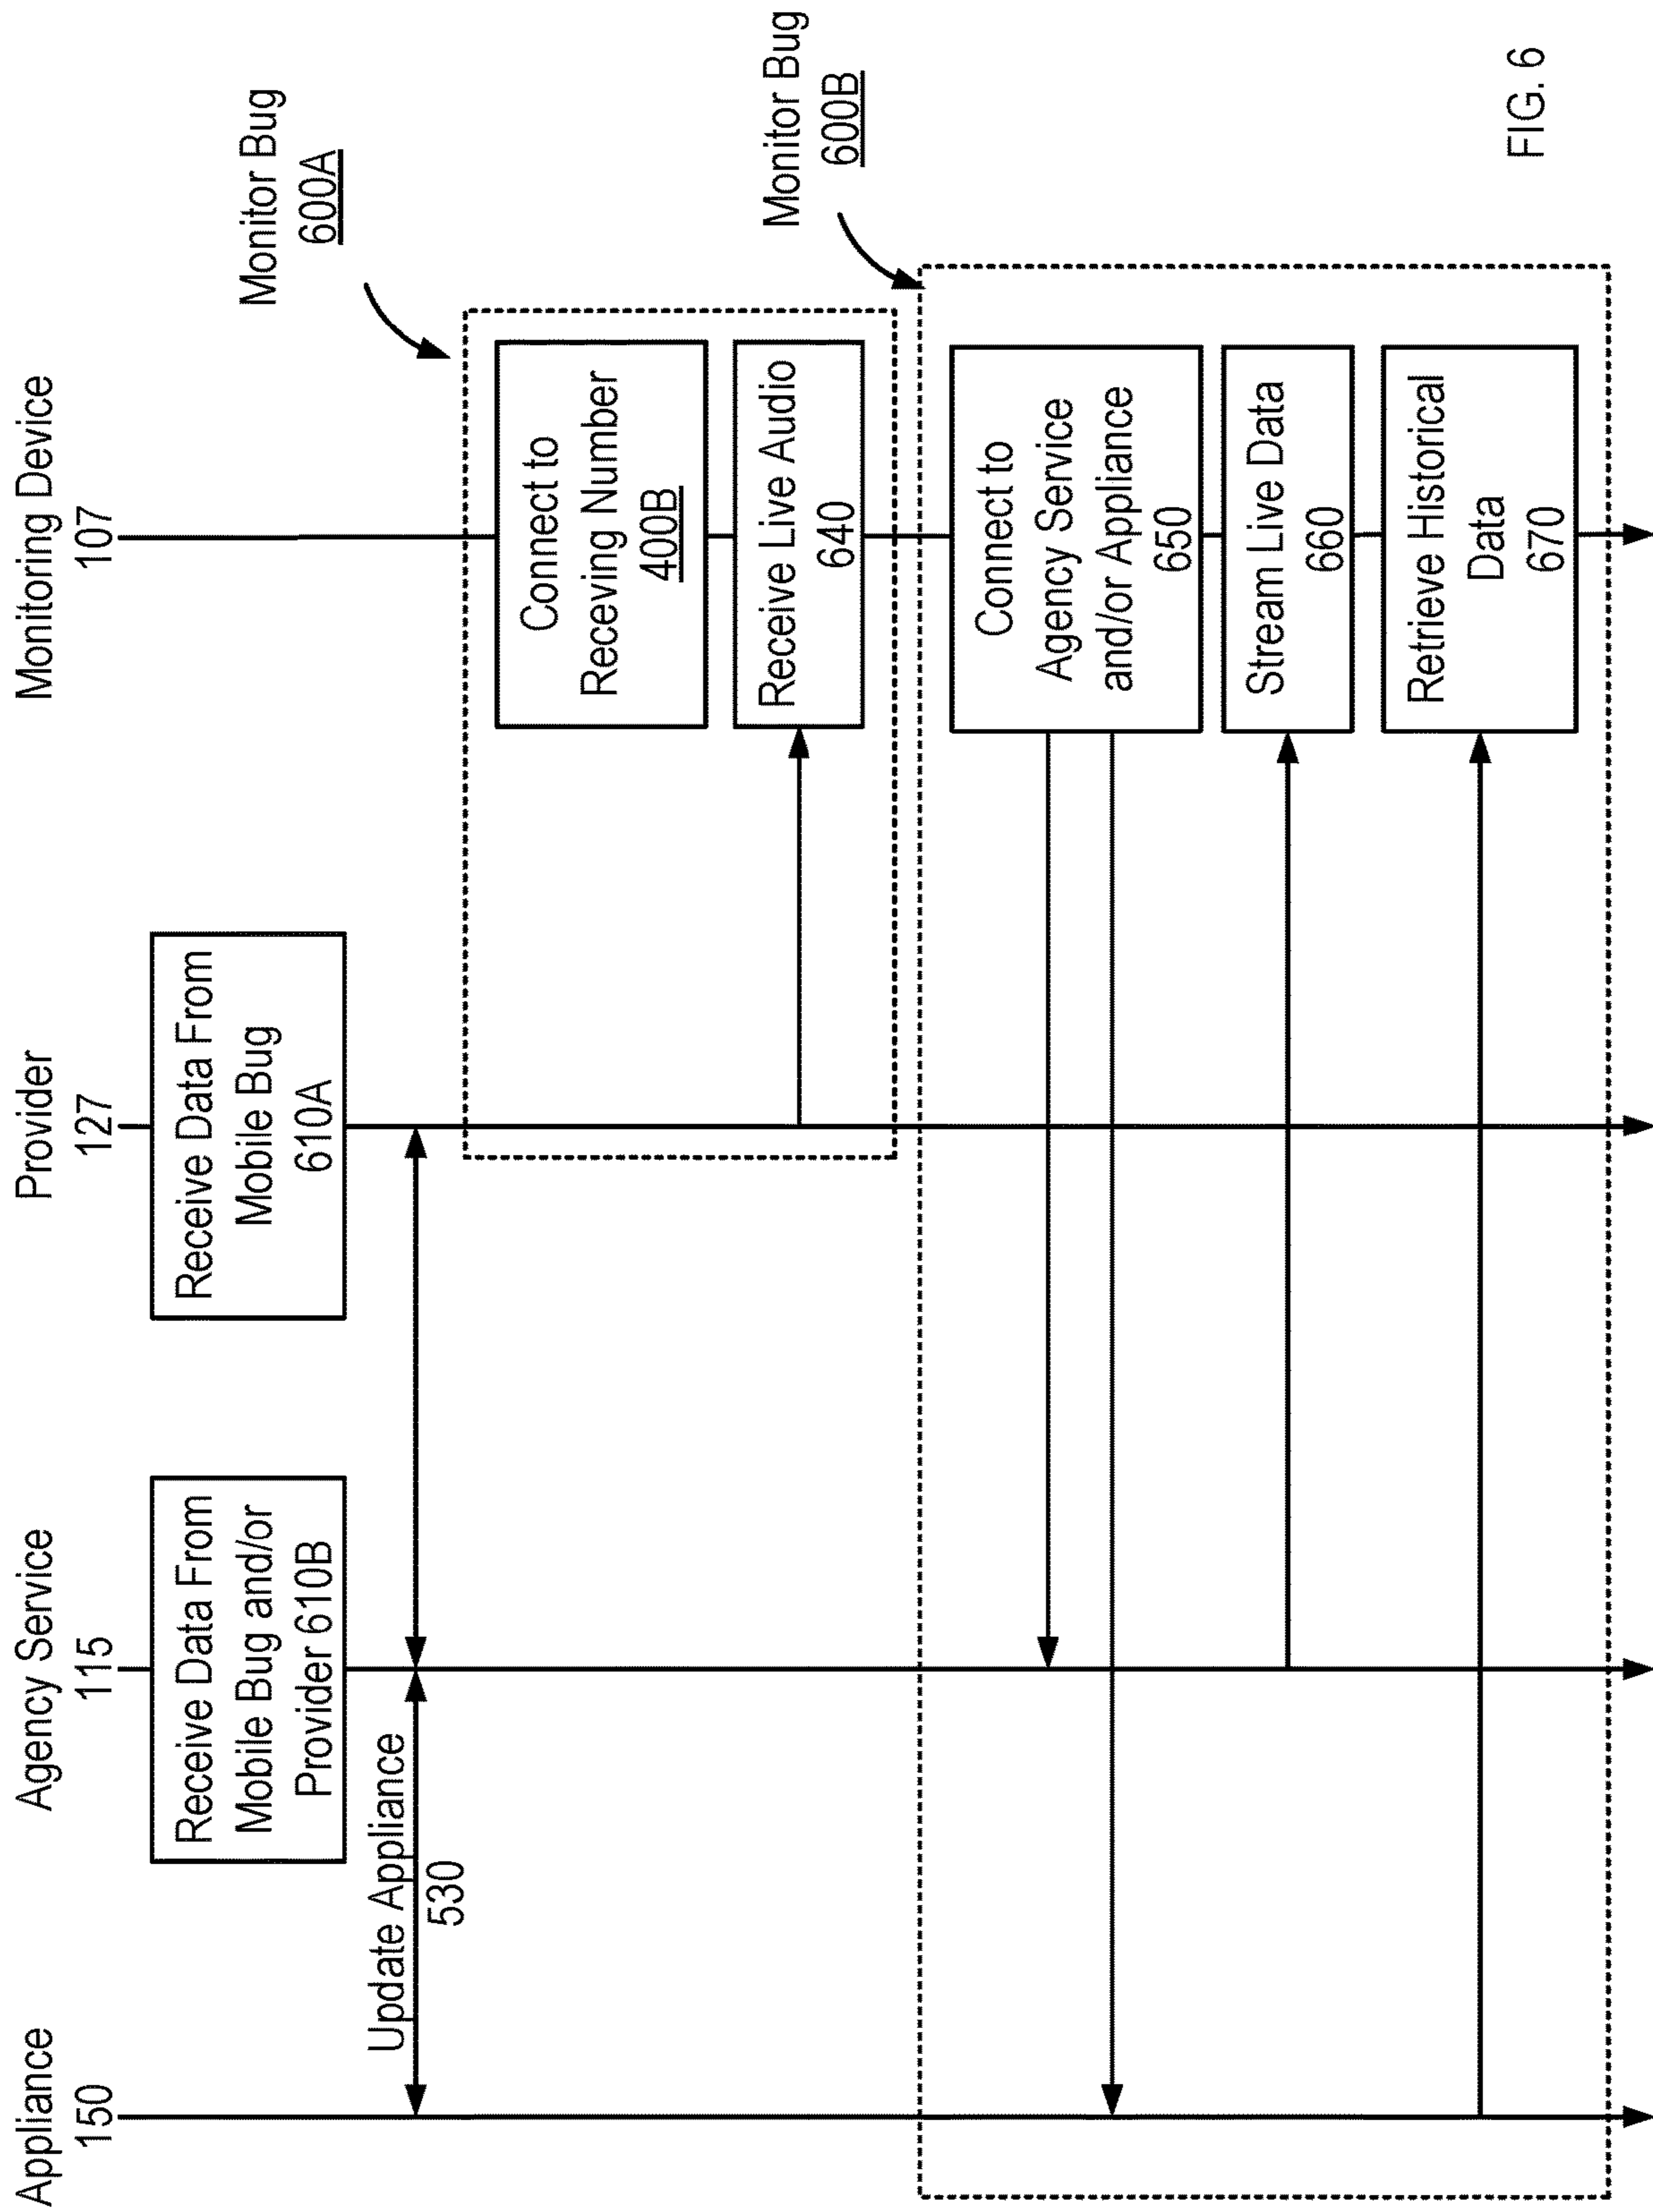 Appliance
150
Agency Service
115
Provider
127
Monitoring Device
107
Receive Data From
Mobile Bug and/or
Provider 610B
Receive Data From
Mobile Bug
610A
Update Appliance
530
Monitor Bug
600A
Connect to
Receiving Number
400B
Receive Live Audio
640
Monitor Bug
600B
Connect to
Agency Service
and/or Appliance
650
Stream Live Data
660
Retrieve Historical
Data
670
FIG. 6